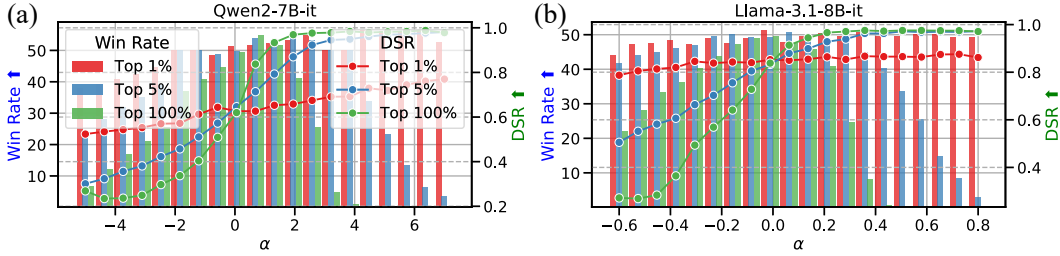 (a)
Qwen2-7B-it
Win Rate ⬆
50
40
30
20
10
Win Rate
Top 1%
Top 5%
Top 100%
DSR
Top 1%
Top 5%
Top 100%
1.0
0.8
0.6
0.4
0.2
DSR ⬆
−4
−2
0
2
4
6
α
(b)
Llama-3.1-8B-it
Win Rate ⬆
50
40
30
20
10
1.0
0.8
0.6
0.4
DSR ⬆
−0.6
−0.4
−0.2
0.0
0.2
0.4
0.6
0.8
α